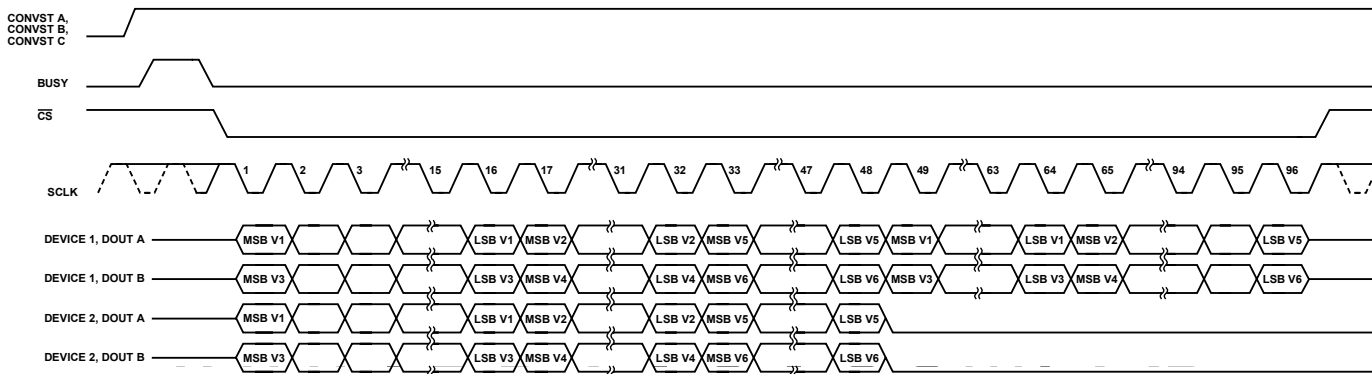 CONVST A,
CONVST B,
CONVST C
BUSY
CS
SCLK
1 2 3 15 16 17 31 32 33 47 48 49 63 64 65 94 95 96
DEVICE 1, DOUT A MSB V1 LSB V1 MSB V2 LSB V2 MSB V5 LSB V5 MSB V1 LSB V1 MSB V2 LSB V5
DEVICE 1, DOUT B MSB V3 LSB V3 MSB V4 LSB V4 MSB V6 LSB V6 MSB V3 LSB V3 MSB V4 LSB V6
DEVICE 2, DOUT A MSB V1 LSB V1 MSB V2 LSB V2 MSB V5 LSB V5
DEVICE 2, DOUT B MSB V3 LSB V3 MSB V4 LSB V4 MSB V6 LSB V6